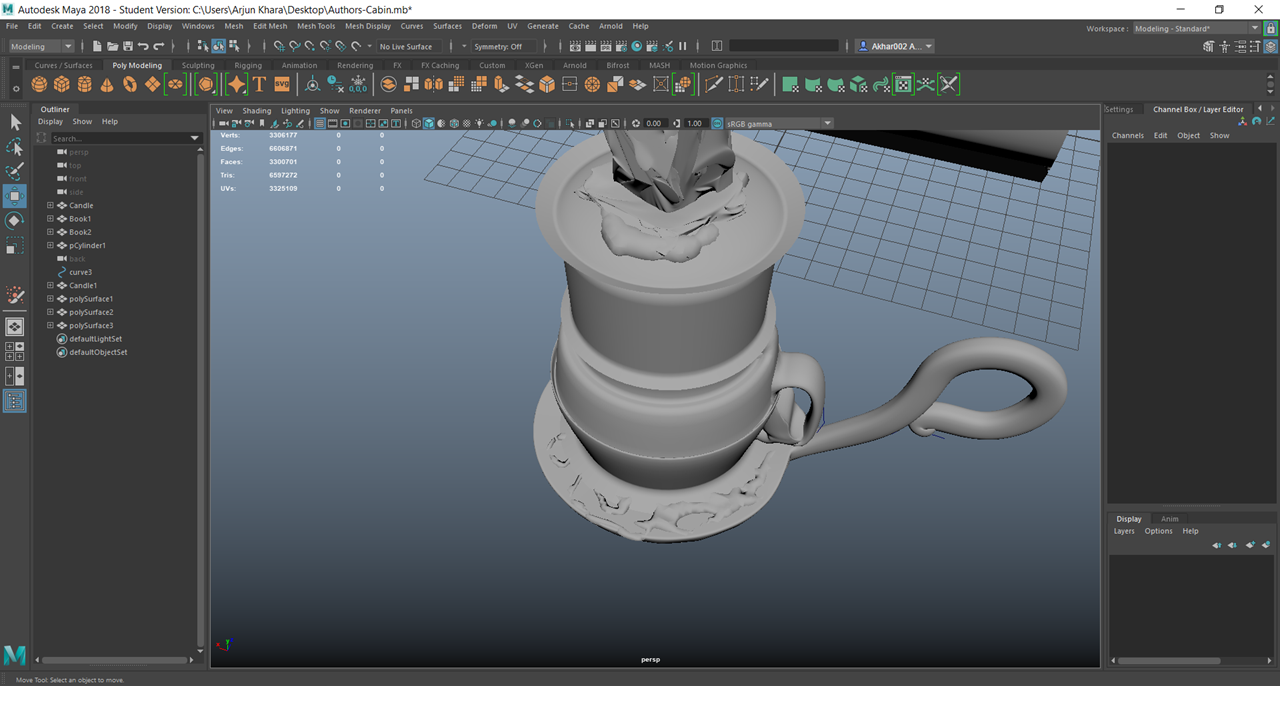 Autodesk Maya 2018 - Student Version: C:\Users\Arjun Khara\Desktop\Authors-Cabin.mb*
File Edit Create Select Modify Display Windows Mesh Edit Mesh Mesh Tools Mesh Display Curves Surfaces Deform UV Generate Cache Arnold Help
Workspace : Modeling - Standard*
Modeling No Live Surface Symmetry: Off Akhar002 A...
Curves / Surfaces Poly Modeling Sculpting Rigging Animation Rendering FX FX Caching Custom XGen Arnold Bifrost MASH Motion Graphics
T SVG 0,0,0
Outliner
Display Show Help
Search...
persp
top
front
side
Candle
Book1
Book2
pCylinder1
back
curve3
Candle1
polySurface1
polySurface2
polySurface3
defaultLightSet
defaultObjectSet
View Shading Lighting Show Renderer Panels
0.00 1.00 sRGB gamma
Verts: 3306177 0 0
Edges: 6606871 0 0
Faces: 3300701 0 0
Tris: 6597272 0 0
UVs: 3325109 0 0
persp
Settings Channel Box / Layer Editor
Channels Edit Object Show
Display Anim
Layers Options Help
Move Tool: Select an object to move.